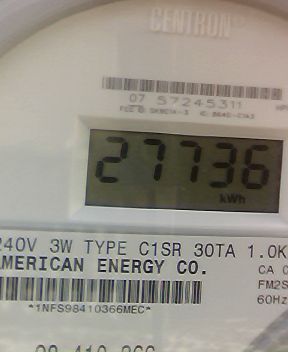 CENTRON
07 57245311
27736
kWh
240V 3W TYPE C1SR 30TA 1.0K
AMERICAN ENERGY CO.
CA 0
FM2S
60Hz
*1NFS98410366MEC*